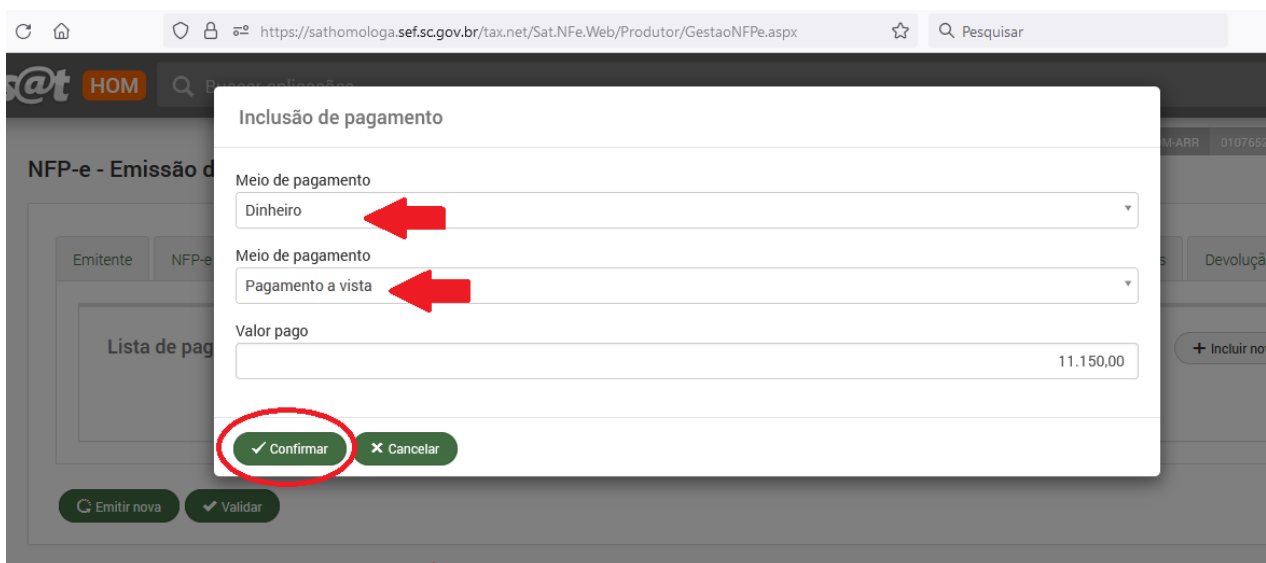 https://sathomologa.sef.sc.gov.br/tax.net/Sat.NFe.Web/Produtor/GestaoNFPe.aspx
Pesquisar
s@t HOM
Inclusão de pagamento
M-ARR 0107652
NFP-e - Emissão d
Meio de pagamento
Dinheiro
Emitente NFP-e
Meio de pagamento
s Devoluçã
Pagamento a vista
Valor pago
Lista de pag
+ Incluir no
11.150,00
Confirmar
Cancelar
Emitir nova
Validar